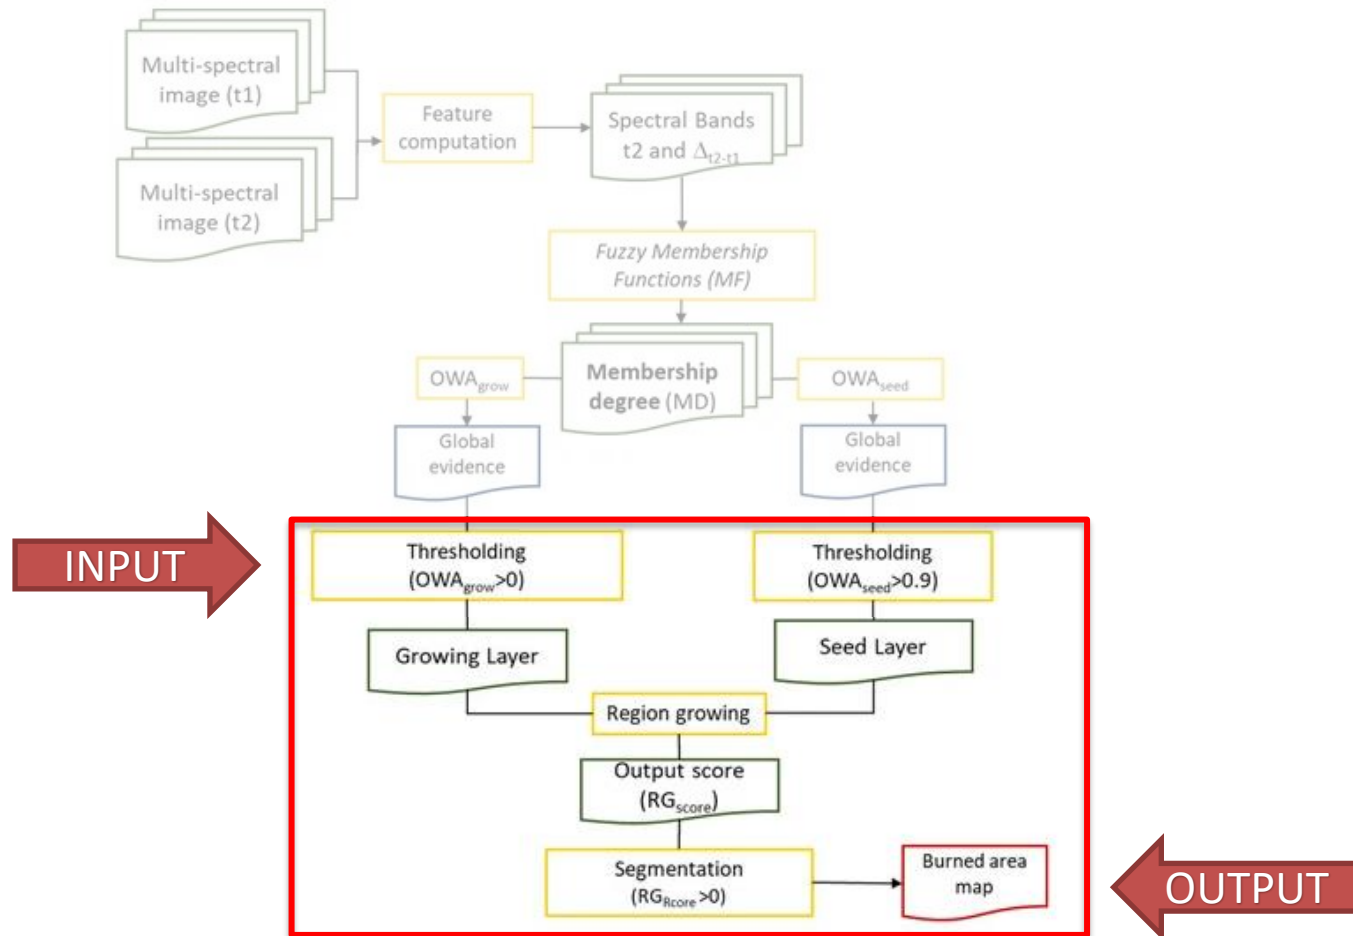 Multi-spectral
image (t1)
Multi-spectral
image (t2)
Feature
computation
Spectral Bands
t2 and Δt2-t1
Fuzzy Membership
Functions (MF)
OWAgrow
Membership
degree (MD)
OWAseed
Global
evidence
Global
evidence
INPUT
Thresholding
(OWAgrow>0)
Thresholding
(OWAseed>0.9)
Growing Layer
Seed Layer
Region growing
Output score
(RGscore)
Segmentation
(RGRcore>0)
Burned area
map
OUTPUT